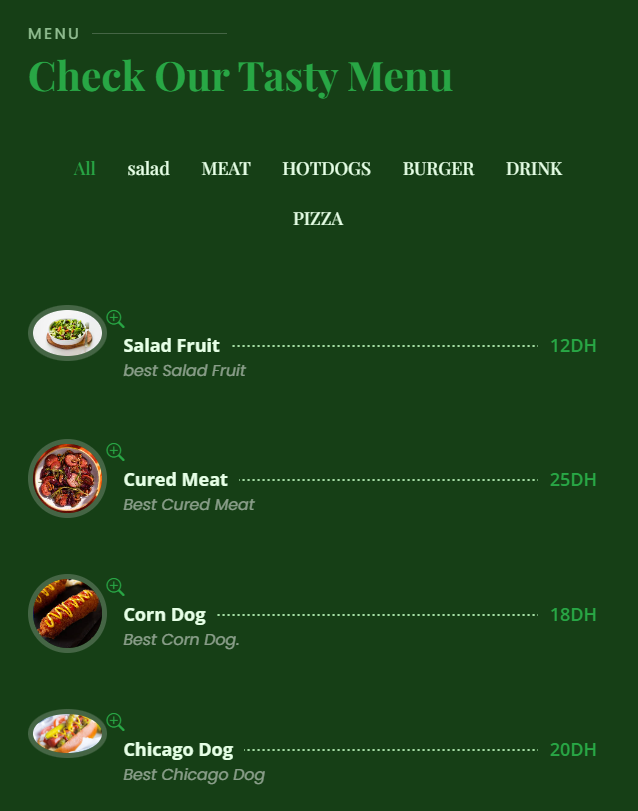 MENU
Check Our Tasty Menu
All salad MEAT HOTDOGS BURGER DRINK
PIZZA
Salad Fruit 12DH
best Salad Fruit
Cured Meat 25DH
Best Cured Meat
Corn Dog 18DH
Best Corn Dog.
Chicago Dog 20DH
Best Chicago Dog